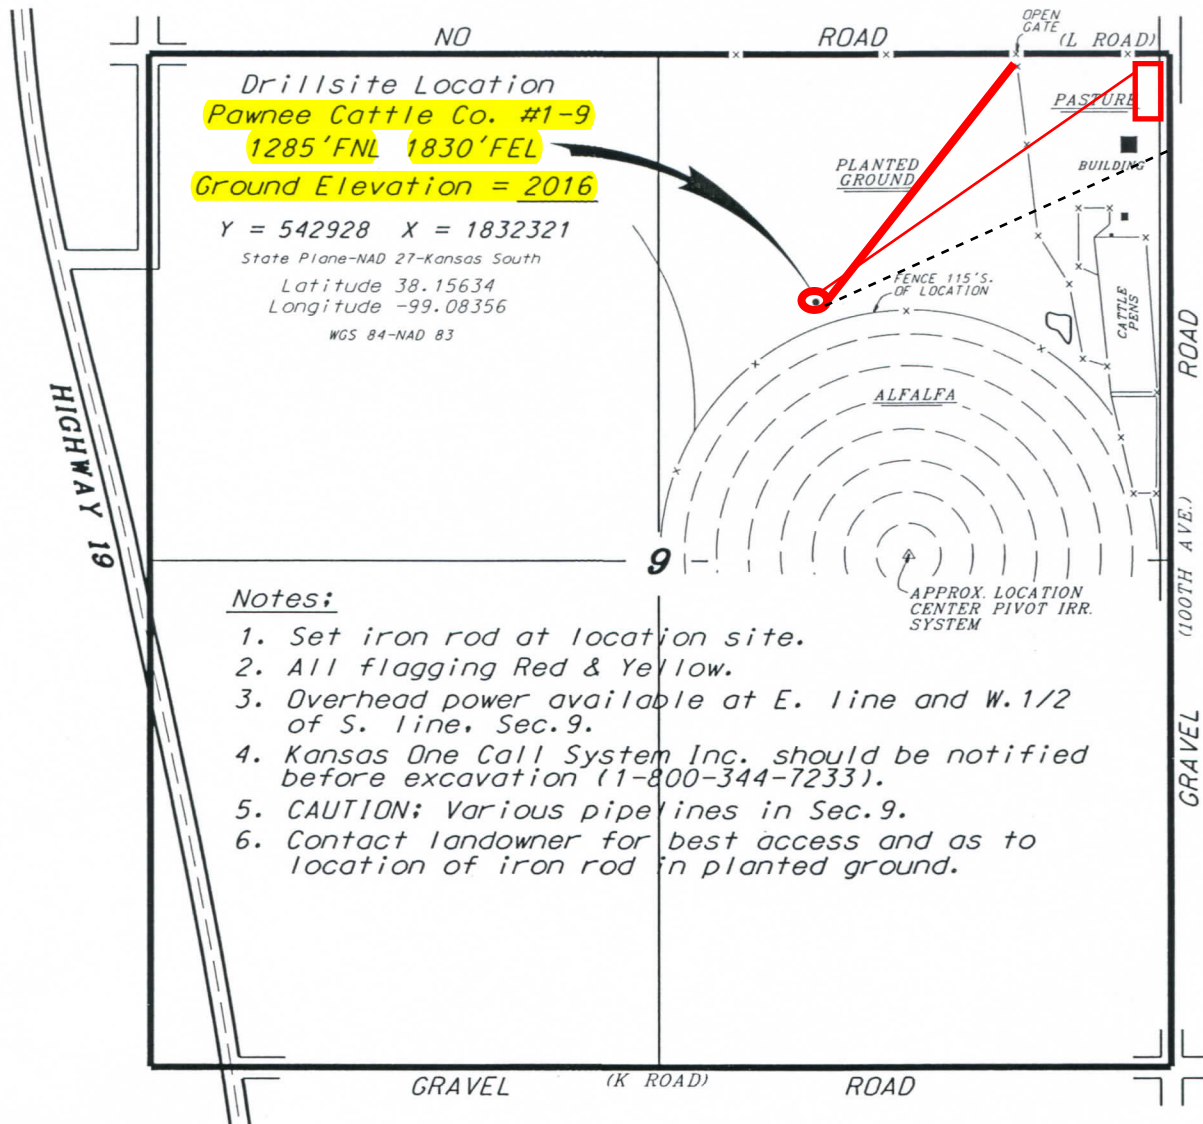 NO ROAD
OPEN
GATE
(L ROAD)
Drillsite Location
Pawnee Cattle Co. #1-9
1285'FNL 1830'FEL
Ground Elevation = 2016
Y = 542928 X = 1832321
State Plane-NAD 27-Kansas South
Latitude 38.15634
Longitude -99.08356
WGS 84-NAD 83
PASTURE
PLANTED
GROUND
BUILDING
FENCE 115'S.
OF LOCATION
CATTLE
PENS
ALFALFA
HIGHWAY 19
9
APPROX. LOCATION
CENTER PIVOT IRR.
SYSTEM
GRAVEL (100TH AVE.) ROAD
Notes:
1. Set iron rod at location site.
2. All flagging Red & Yellow.
3. Overhead power available at E. line and W.1/2
of S. line, Sec.9.
4. Kansas One Call System Inc. should be notified
before excavation (1-800-344-7233).
5. CAUTION: Various pipelines in Sec.9.
6. Contact landowner for best access and as to
location of iron rod in planted ground.
GRAVEL (K ROAD) ROAD